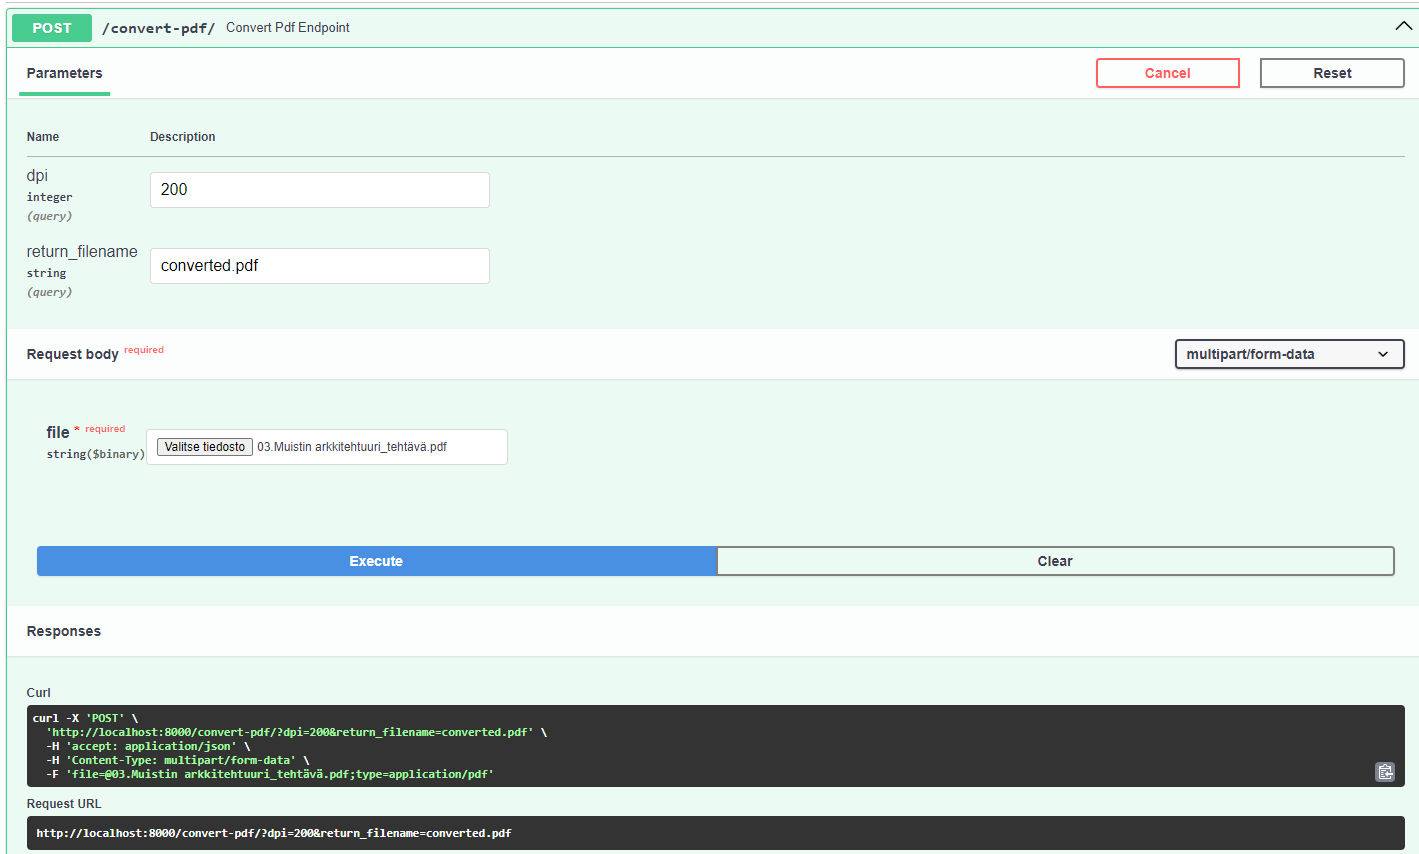 POST /convert-pdf/ Convert Pdf Endpoint
Parameters
Cancel
Reset
Name Description
dpi
integer
(query)
200
return_filename
string
(query)
converted.pdf
Request body required
multipart/form-data
file * required
string($binary)
Valitse tiedosto 03.Muistin arkkitehtuuri_tehtävä.pdf
Execute
Clear
Responses
Curl
curl -X 'POST' \
'http://localhost:8000/convert-pdf/?dpi=200&return_filename=converted.pdf' \
-H 'accept: application/json' \
-H 'Content-Type: multipart/form-data' \
-F 'file=@03.Muistin arkkitehtuuri_tehtävä.pdf;type=application/pdf'
Request URL
http://localhost:8000/convert-pdf/?dpi=200&return_filename=converted.pdf